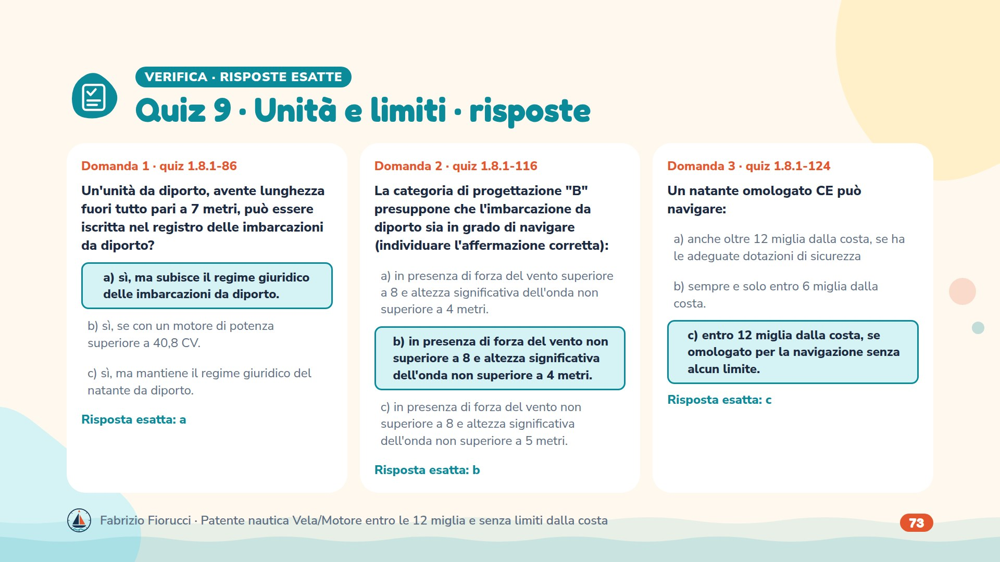 VERIFICA · RISPOSTE ESATTE
Quiz 9 · Unità e limiti · risposte
Domanda 1 · quiz 1.8.1-86
Un'unità da diporto, avente lunghezza
fuori tutto pari a 7 metri, può essere
iscritta nel registro delle imbarcazioni
da diporto?
a) sì, ma subisce il regime giuridico
delle imbarcazioni da diporto.
b) sì, se con un motore di potenza
superiore a 40,8 CV.
c) sì, ma mantiene il regime giuridico del
natante da diporto.
Risposta esatta: a
Domanda 2 · quiz 1.8.1-116
La categoria di progettazione "B"
presuppone che l'imbarcazione da
diporto sia in grado di navigare
(individuare l'affermazione corretta):
a) in presenza di forza del vento superiore
a 8 e altezza significativa dell'onda non
superiore a 4 metri.
b) in presenza di forza del vento non
superiore a 8 e altezza significativa
dell'onda non superiore a 4 metri.
c) in presenza di forza del vento non
superiore a 8 e altezza significativa
dell'onda non superiore a 5 metri.
Risposta esatta: b
Domanda 3 · quiz 1.8.1-124
Un natante omologato CE può
navigare:
a) anche oltre 12 miglia dalla costa, se ha
le adeguate dotazioni di sicurezza
b) sempre e solo entro 6 miglia dalla
costa.
c) entro 12 miglia dalla costa, se
omologato per la navigazione senza
alcun limite.
Risposta esatta: c
Fabrizio Fiorucci · Patente nautica Vela/Motore entro le 12 miglia e senza limiti dalla costa
73